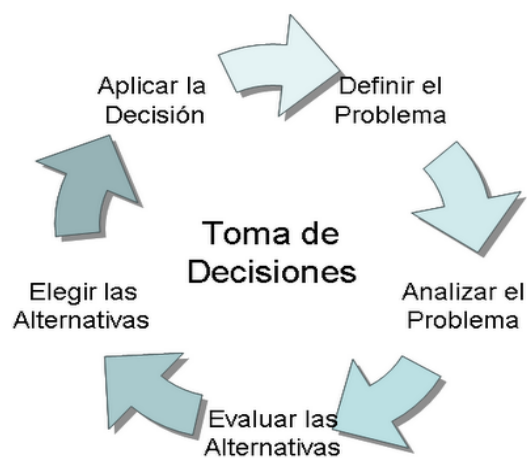 Aplicar la
Decisión
Definir el
Problema
Toma de
Decisiones
Elegir las
Alternativas
Analizar el
Problema
Evaluar las
Alternativas